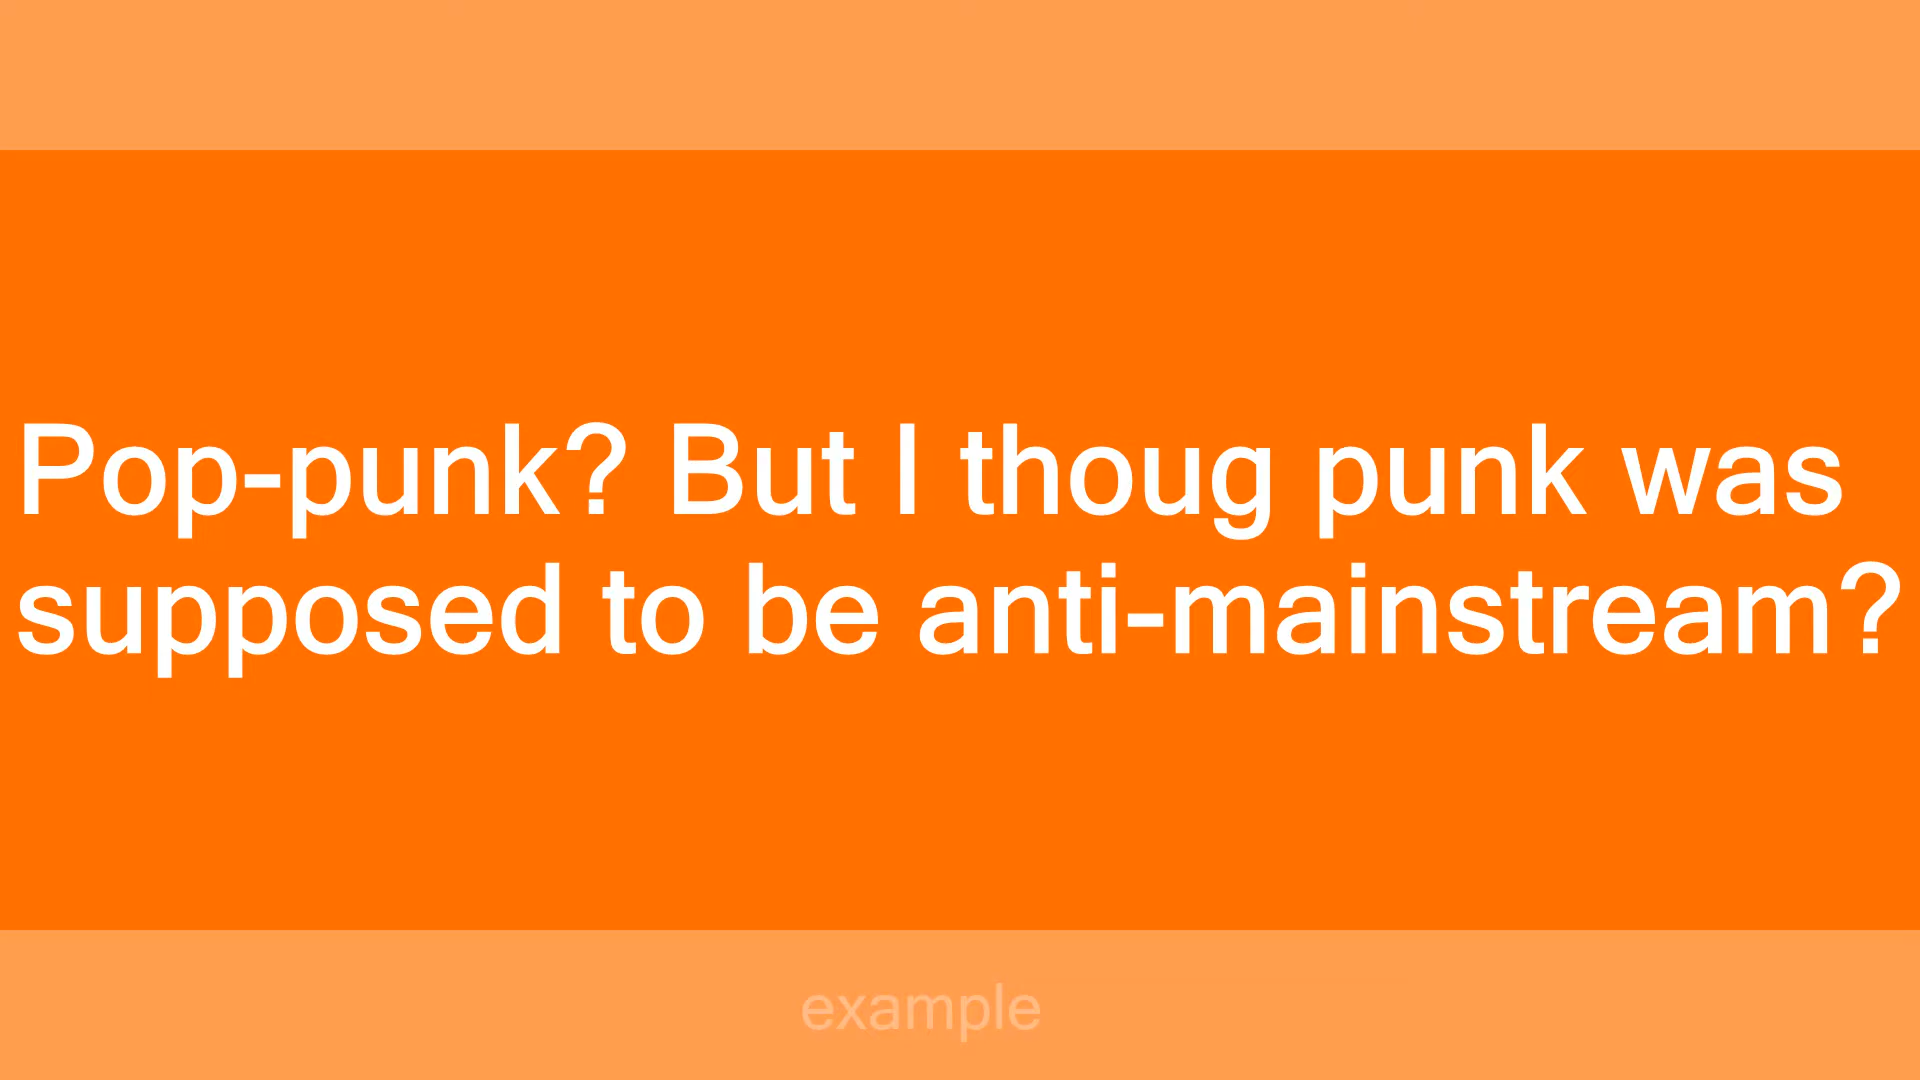 Pop-punk? But I thoug punk was
supposed to be anti-mainstream?
example